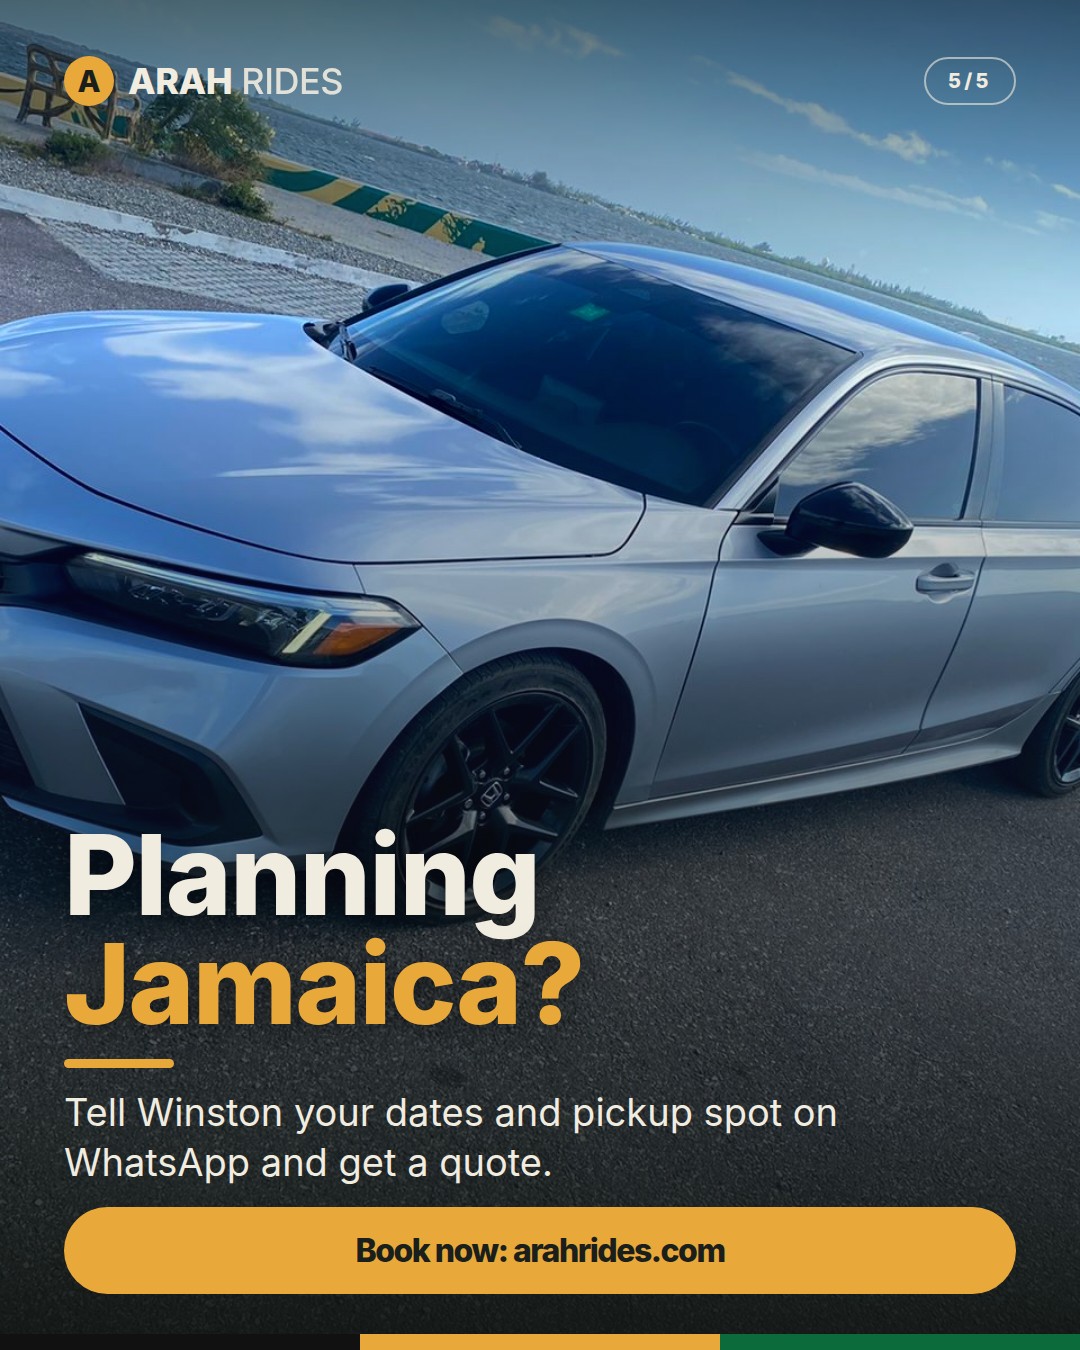 A ARAH RIDES
5/5
Planning
Jamaica?
Tell Winston your dates and pickup spot on
WhatsApp and get a quote.
Book now: arahrides.com